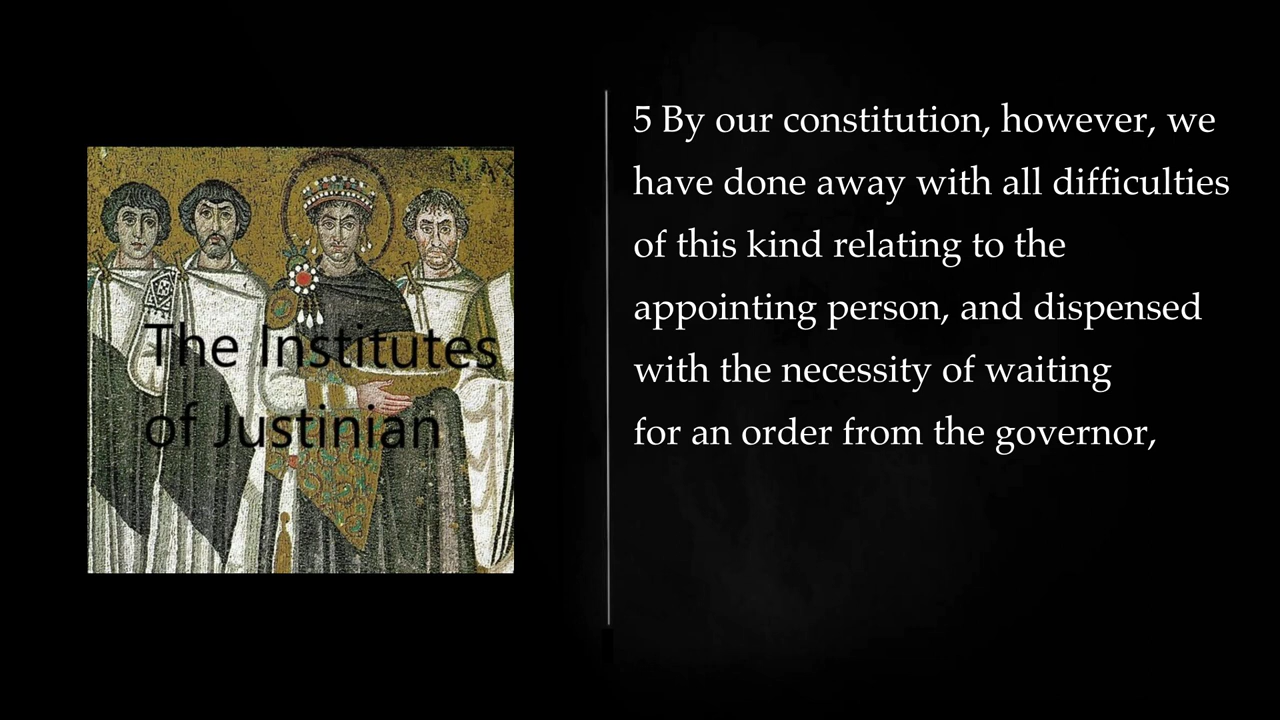 MAX
The Institutes
of Justinian
5 By our constitution, however, we
have done away with all difficulties
of this kind relating to the
appointing person, and dispensed
with the necessity of waiting
for an order from the governor,